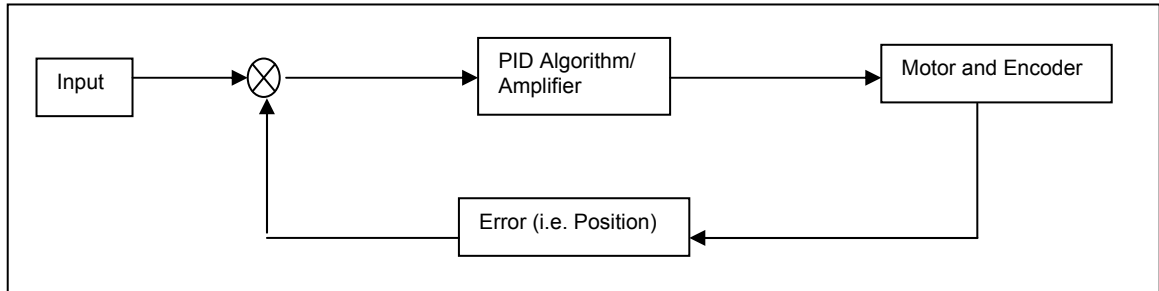 Input
PID Algorithm/
Amplifier
Motor and Encoder
Error (i.e. Position)